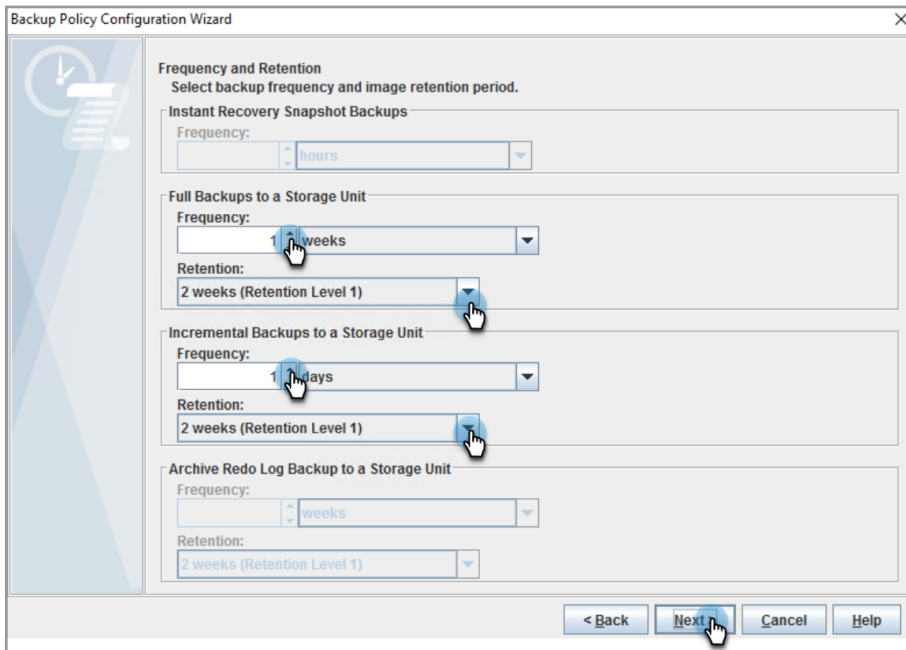 Backup Policy Configuration Wizard
Frequency and Retention
Select backup frequency and image retention period.
Instant Recovery Snapshot Backups
Frequency:
hours
Full Backups to a Storage Unit
Frequency:
1 weeks
Retention:
2 weeks (Retention Level 1)
Incremental Backups to a Storage Unit
Frequency:
1 days
Retention:
2 weeks (Retention Level 1)
Archive Redo Log Backup to a Storage Unit
Frequency:
weeks
Retention:
2 weeks (Retention Level 1)
< Back Next > Cancel Help